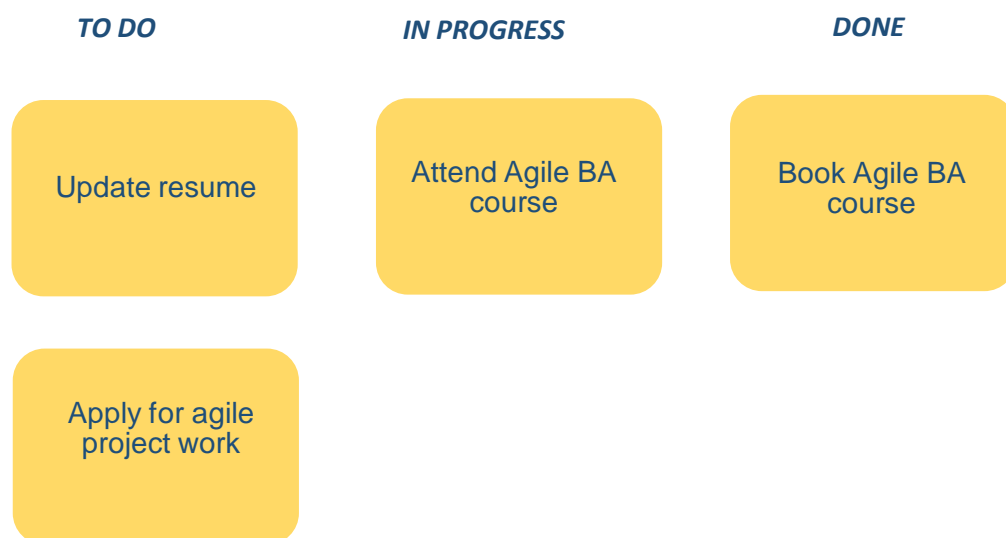 TO DO
IN PROGRESS
DONE
Update resume
Attend Agile BA
course
Book Agile BA
course
Apply for agile
project work